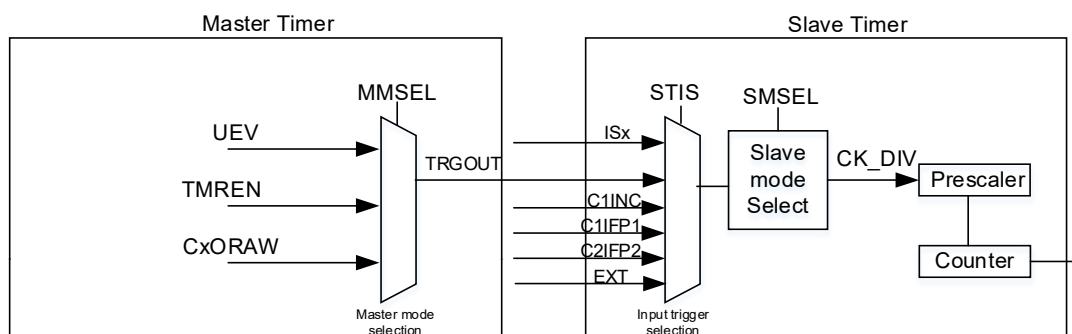 Master Timer
Slave Timer
MMSEL
STIS
SMSEL
UEV
ISx
TRGOUT
Slave
mode
Select
CK_DIV
Prescaler
TMREN
C1INC
C1IFP1
CxORAW
C2IFP2
Counter
EXT
Master mode
selection
Input trigger
selection